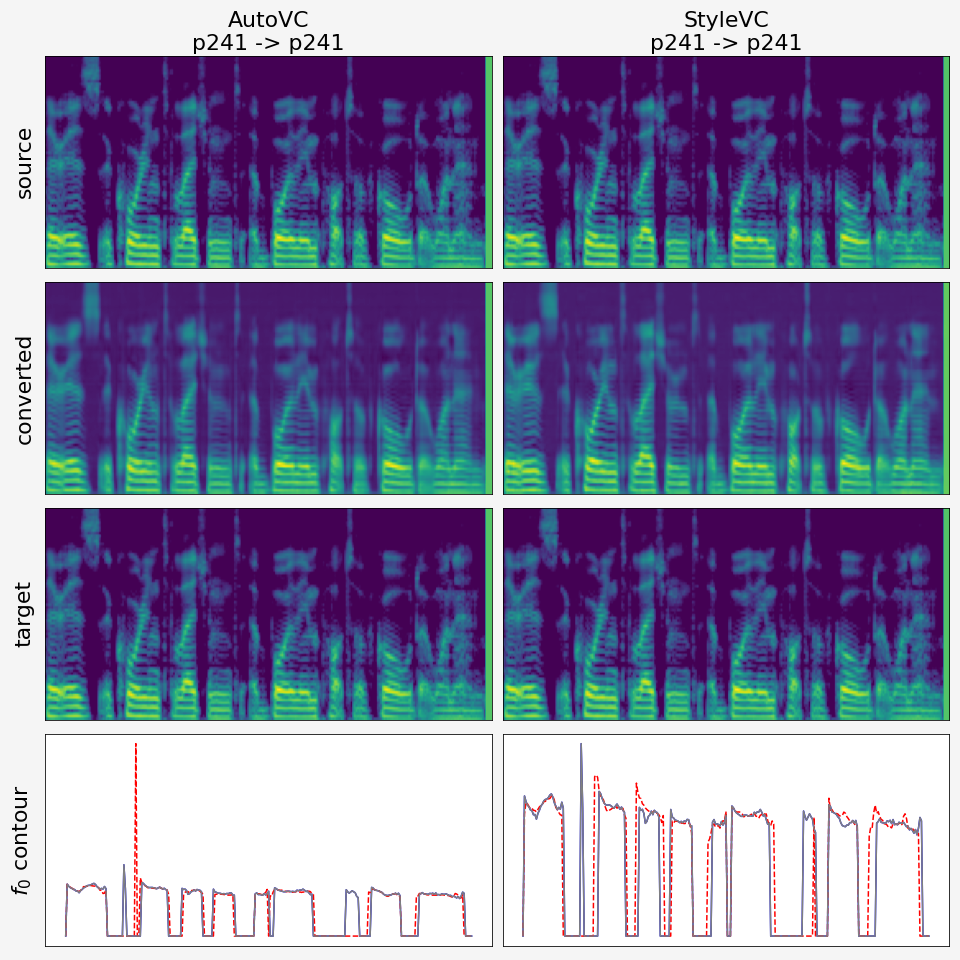 AutoVC
p241 -> p241
StyleVC
p241 -> p241
source
converted
target
f0 contour